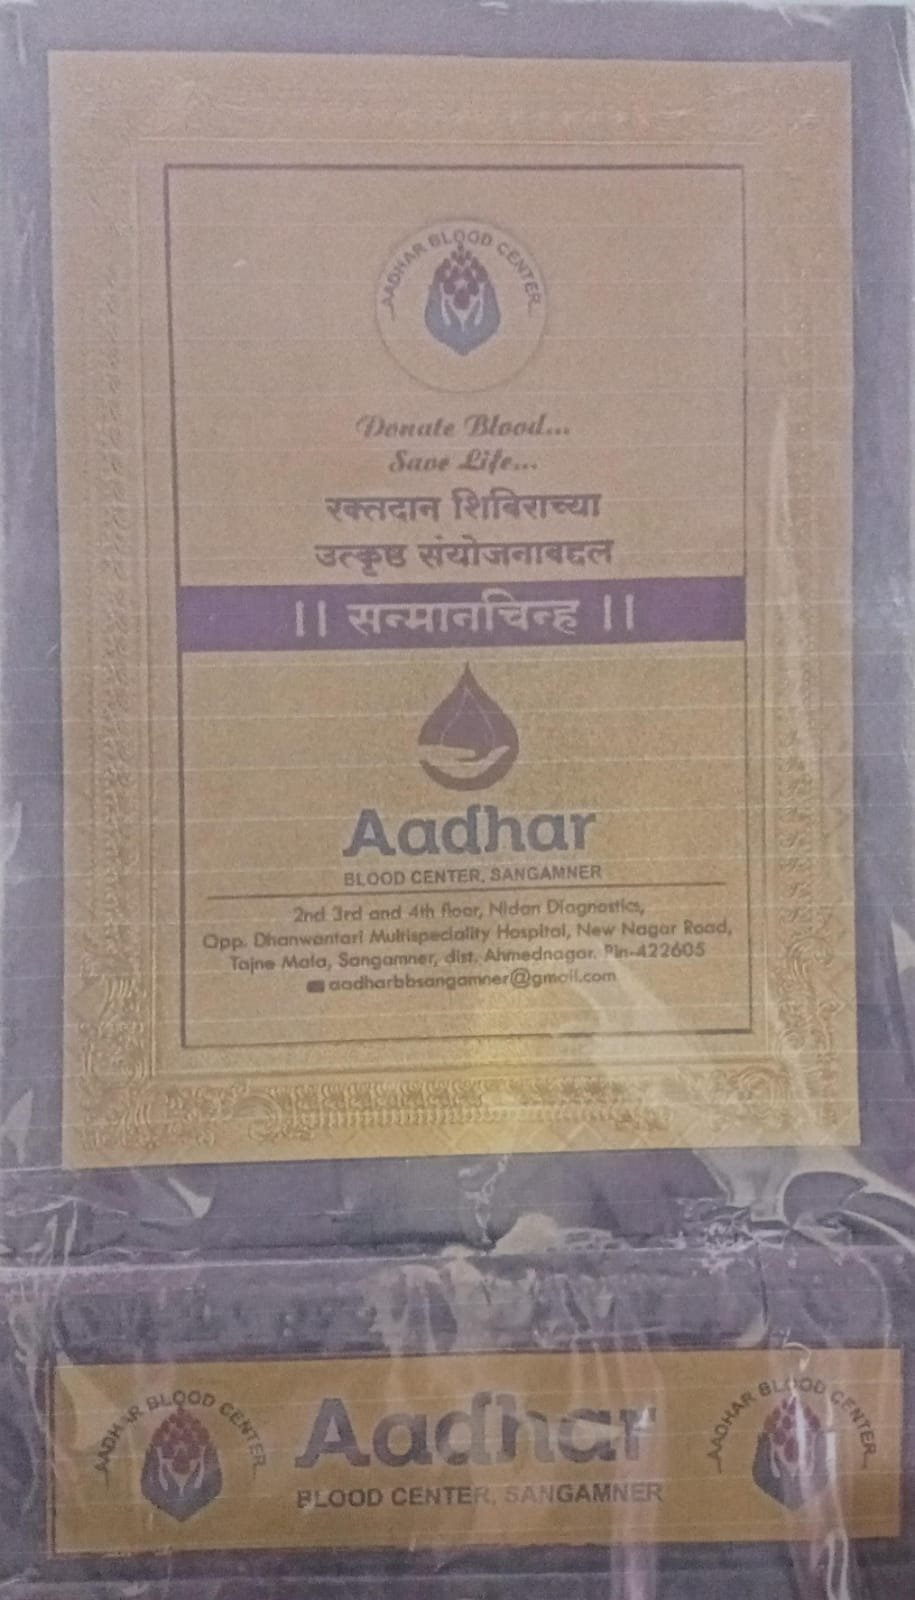 AADHAR BLOOD CENTER
Donate Blood...
Save Life...
रक्तदान शिबिराच्या
उत्कृष्ठ संयोजनाबद्दल
|| सन्मानचिन्ह ||
Aadhar
BLOOD CENTER, SANGAMNER
2nd 3rd and 4th floor, Nidan Diagnostics,
Opp. Dhanwantari Multispeciality Hospital, New Nagar Road,
Tajne Mala, Sangamner, dist. Ahmednagar. Pin-422605
aadharbbsangamner@gmail.com
AADHAR BLOOD CENTER
Aadhar
BLOOD CENTER, SANGAMNER
AADHAR BLOOD CENTER